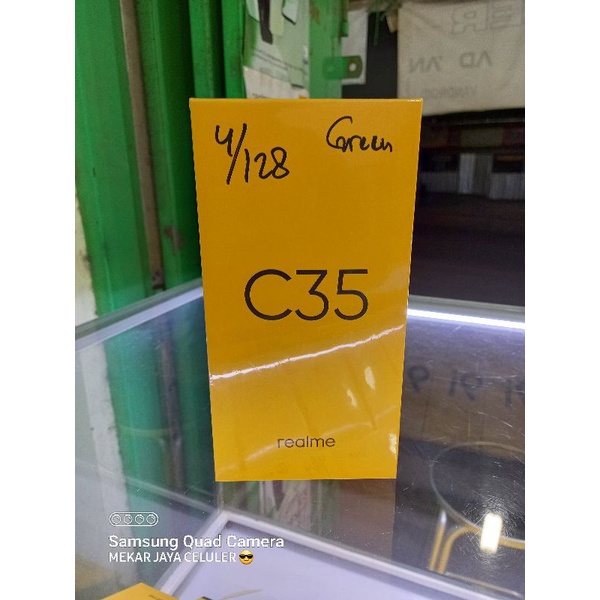 4/128 Green
C35
realme
Samsung Quad Camera
MEKAR JAYA CELULER😎